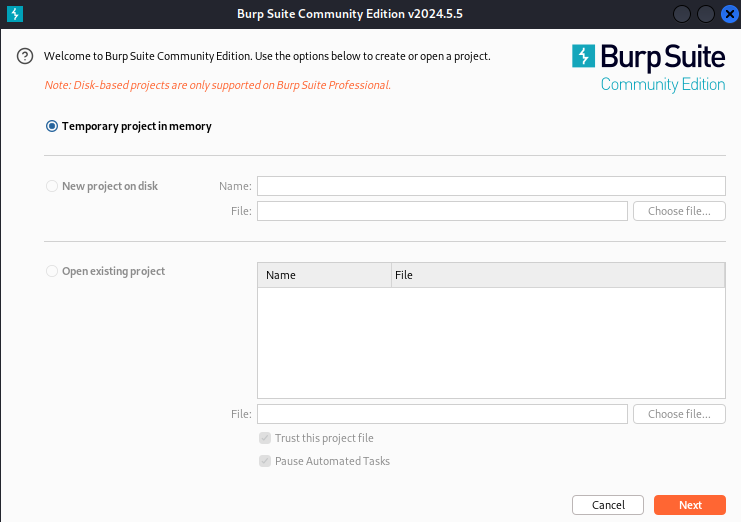 Burp Suite Community Edition v2024.5.5
Welcome to Burp Suite Community Edition. Use the options below to create or open a project.
Note: Disk-based projects are only supported on Burp Suite Professional.
Burp Suite
Community Edition
Temporary project in memory
New project on disk
Name:
File:
Choose file...
Open existing project
Name
File
File:
Choose file...
Trust this project file
Pause Automated Tasks
Cancel
Next